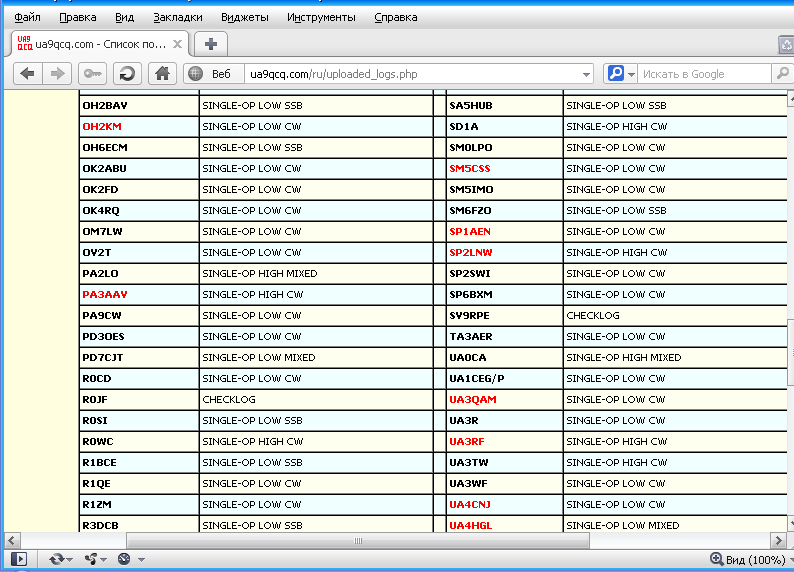 Файл Правка Вид Закладки Виджеты Инструменты Справка
UA9 QCQ ua9qcq.com - Список по...
Веб ua9qcq.com/ru/uploaded_logs.php Искать в Google
OH2BAY SINGLE-OP LOW SSB SA5HUB SINGLE-OP LOW SSB
OH2KM SINGLE-OP LOW CW SD1A SINGLE-OP HIGH CW
OH6ECM SINGLE-OP LOW SSB SM0LPO SINGLE-OP LOW CW
OK2ABU SINGLE-OP LOW CW SM5CSS SINGLE-OP LOW CW
OK2FD SINGLE-OP LOW CW SM5IMO SINGLE-OP LOW CW
OK4RQ SINGLE-OP LOW CW SM6FZO SINGLE-OP LOW SSB
OM7LW SINGLE-OP LOW CW SP1AEN SINGLE-OP LOW CW
OV2T SINGLE-OP LOW CW SP2LNW SINGLE-OP HIGH CW
PA2LO SINGLE-OP HIGH MIXED SP2SWI SINGLE-OP LOW CW
PA3AAV SINGLE-OP HIGH CW SP6BXM SINGLE-OP LOW CW
PA9CW SINGLE-OP LOW CW SV9RPE CHECKLOG
PD3OES SINGLE-OP LOW CW TA3AER SINGLE-OP LOW CW
PD7CJT SINGLE-OP LOW MIXED UA0CA SINGLE-OP HIGH MIXED
R0CD SINGLE-OP LOW CW UA1CEG/P SINGLE-OP LOW CW
R0JF CHECKLOG UA3QAM SINGLE-OP LOW CW
R0SI SINGLE-OP LOW SSB UA3R SINGLE-OP LOW CW
R0WC SINGLE-OP HIGH CW UA3RF SINGLE-OP HIGH CW
R1BCE SINGLE-OP LOW SSB UA3TW SINGLE-OP HIGH CW
R1QE SINGLE-OP LOW CW UA3WF SINGLE-OP LOW CW
R1ZM SINGLE-OP LOW CW UA4CNJ SINGLE-OP LOW CW
R3DCB SINGLE-OP LOW SSB UA4HGL SINGLE-OP LOW MIXED
Вид (100%)